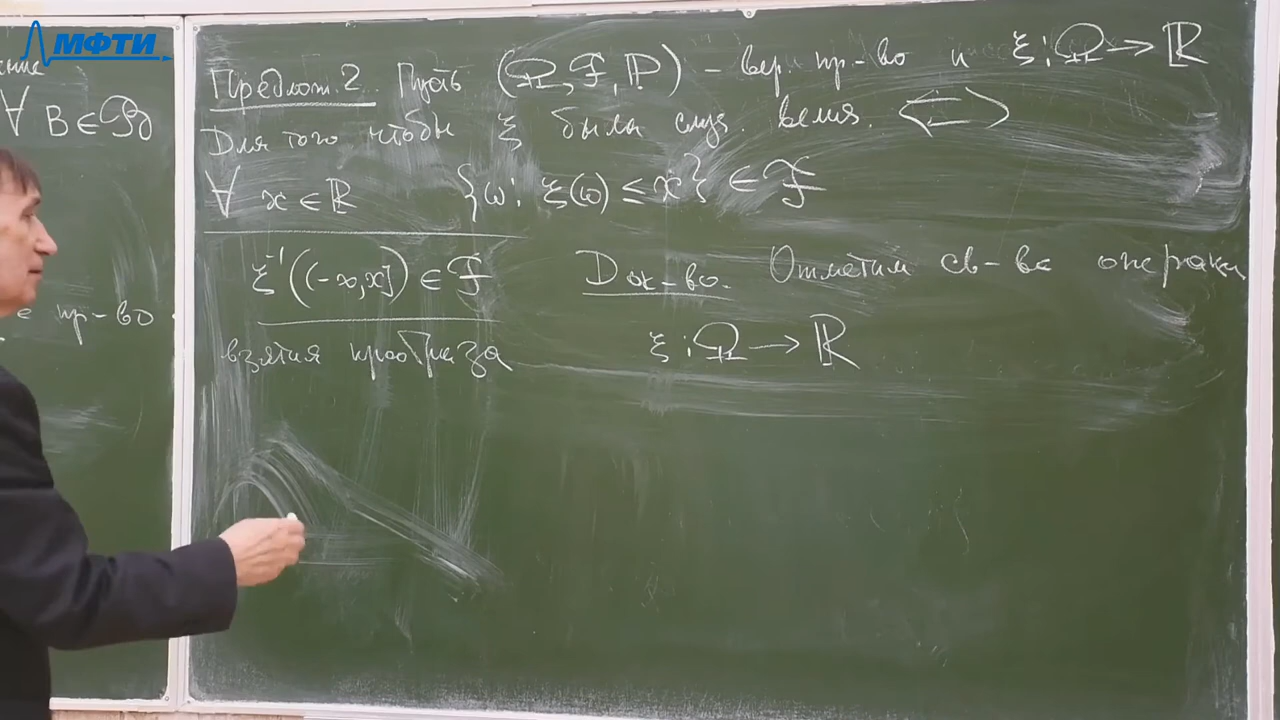 МФТИ
∀ B ∈ ℬ
е пр-во.
Предлож. 2. Пусть (Ω, ℱ, ℙ) – вер. пр-во и ξ: Ω → ℝ
Для того чтобы ξ была случ. велич. ⟺
∀ x ∈ ℝ {ω: ξ(ω) ≤ x} ∈ ℱ
ξ⁻¹((-∞, x]) ∈ ℱ Док-во. Отметим св-ва операции
взятия прообраза ξ: Ω → ℝ